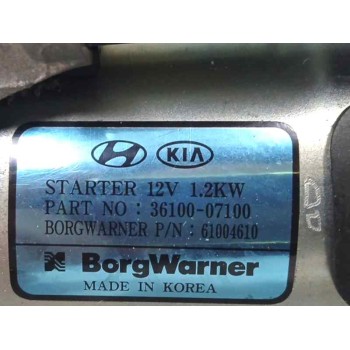 KIA
STARTER 12V 1.2KW
PART NO : 36100-07100
BORGWARNER P/N : 61004610
BorgWarner
MADE IN KOREA